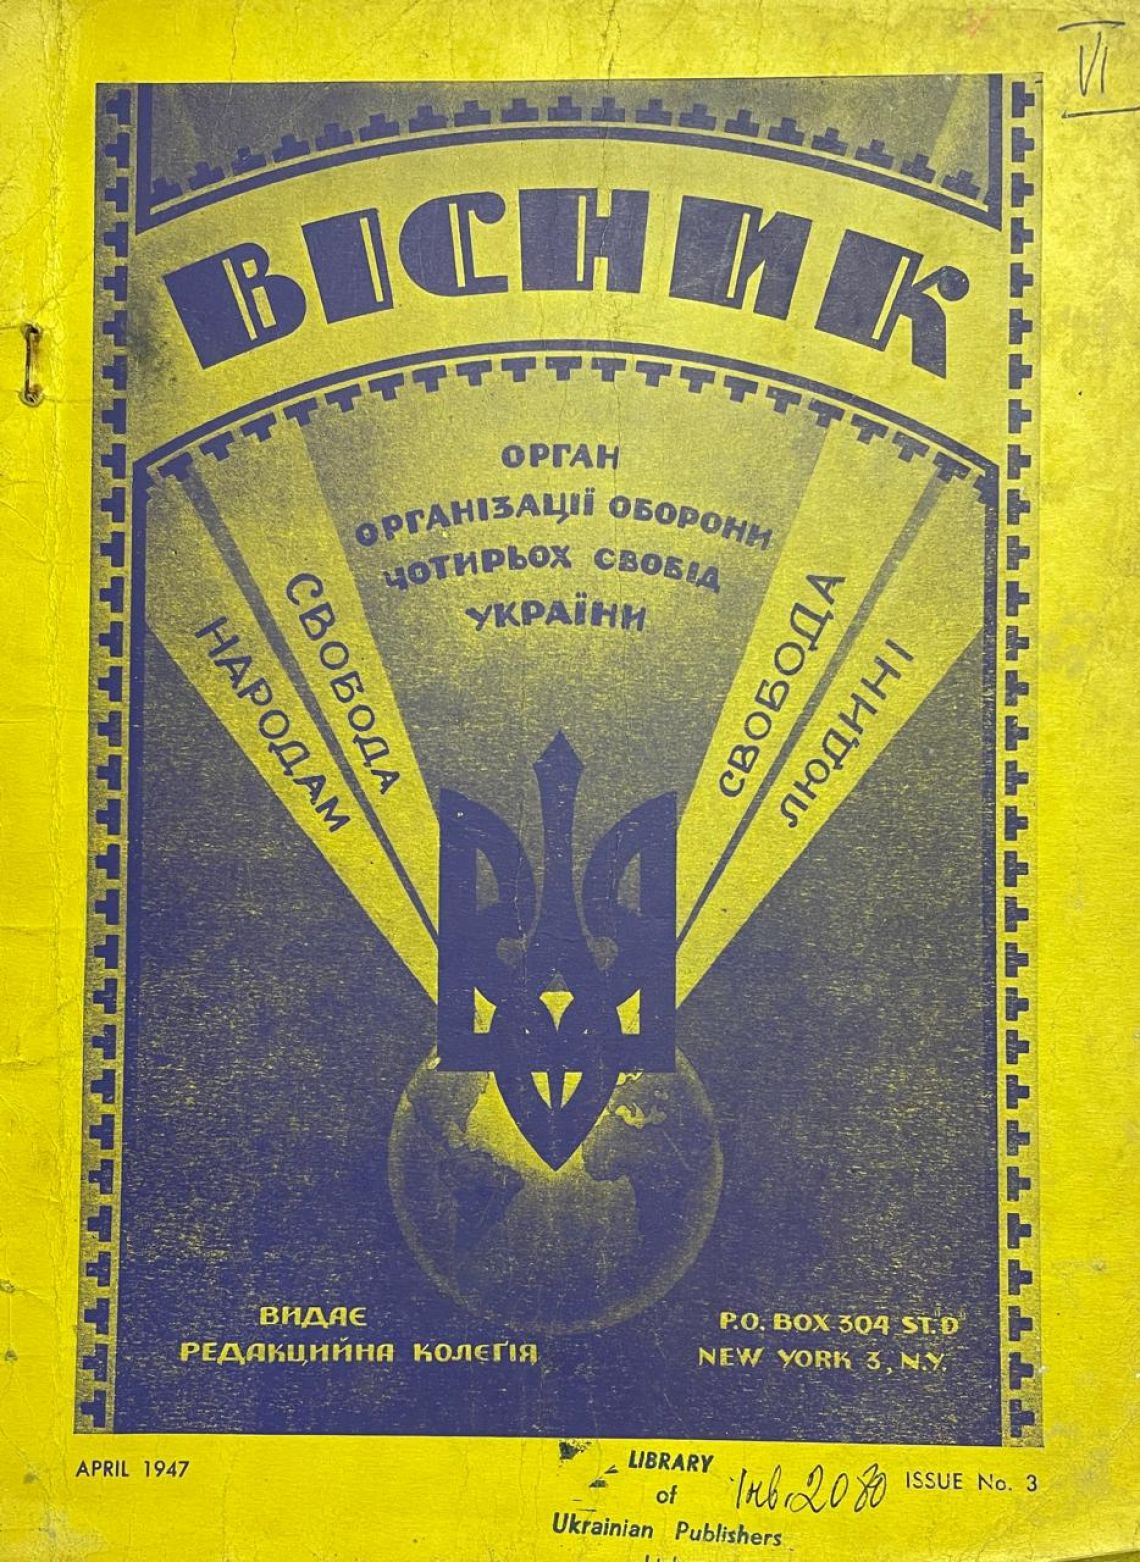 VI
ВІСНИК
ОРГАН
ОРГАНІЗАЦІЇ ОБОРОНИ
ЧОТИРЬОХ СВОБІД
УКРАЇНИ
СВОБОДА
НАРОДАМ
СВОБОДА
ЛЮДИНІ
ВИДАЄ
РЕДАКЦИЙНА КОЛЕҐІЯ
P.O. BOX 304 ST. D
NEW YORK 3, N.Y.
APRIL 1947
ISSUE No. 3
LIBRARY
of
Ukrainian Publishers
Інв. 2080